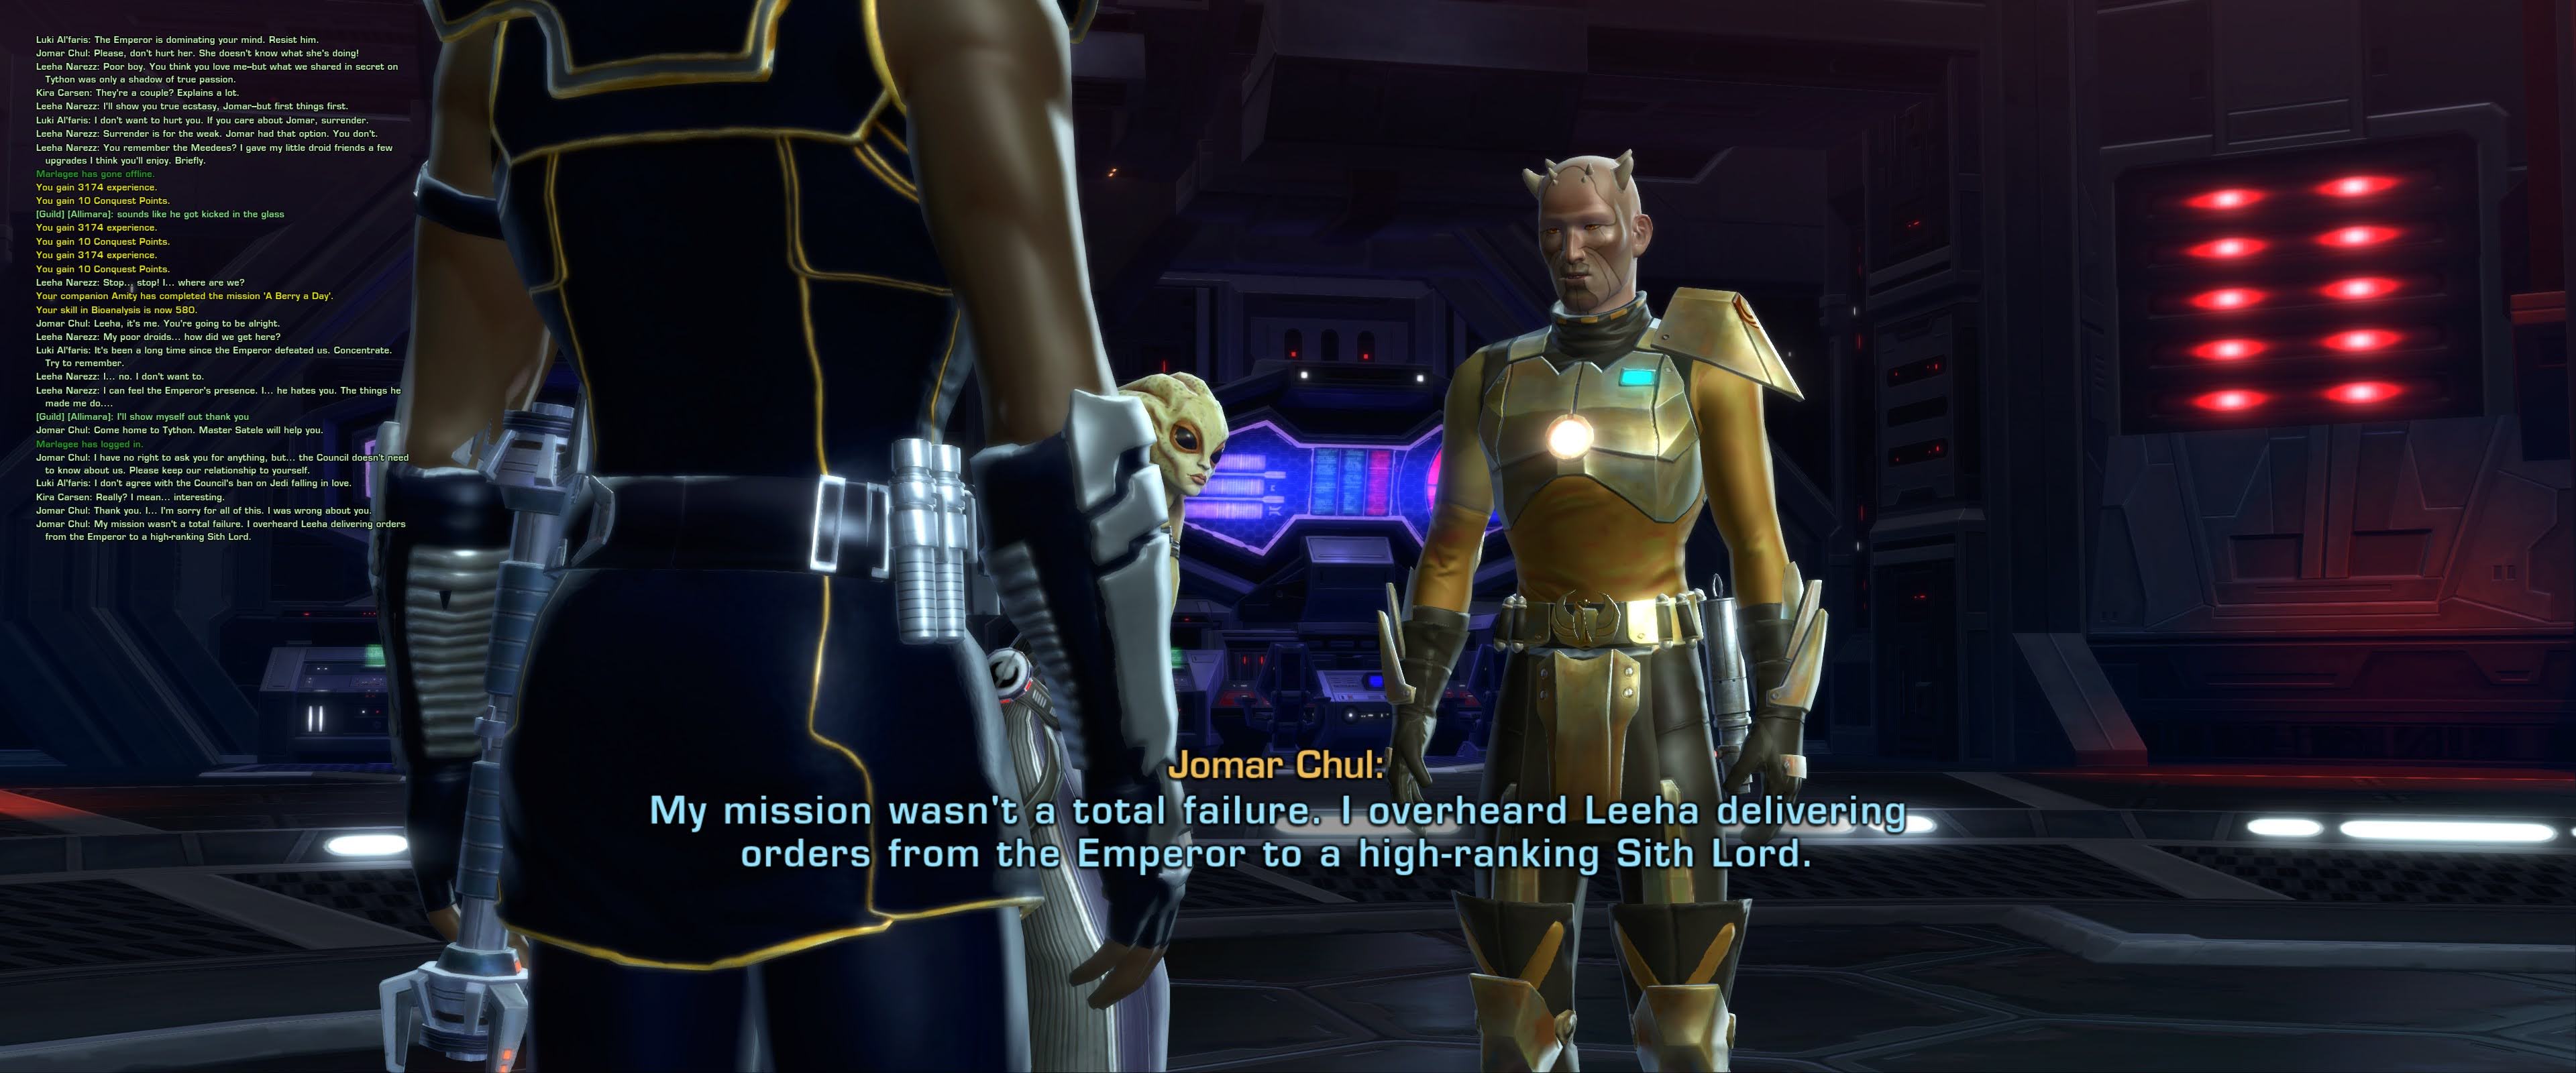 Luki Al'faris: The Emperor is dominating your mind. Resist him.
Jomar Chul: Please, don't hurt her. She doesn't know what she's doing!
Leeha Narezz: Poor boy. You think you love me–but what we shared in secret on
Tython was only a shadow of true passion.
Kira Carsen: They're a couple? Explains a lot.
Leeha Narezz: I'll show you true ecstasy, Jomar–but first things first.
Luki Al'faris: I don't want to hurt you. If you care about Jomar, surrender.
Leeha Narezz: Surrender is for the weak. Jomar had that option. You don't.
Leeha Narezz: You remember the Meedees? I gave my little droid friends a few
upgrades I think you'll enjoy. Briefly.
Marlagee has gone offline.
You gain 3174 experience.
You gain 10 Conquest Points.
[Guild] [Allimara]: sounds like he got kicked in the glass
You gain 3174 experience.
You gain 10 Conquest Points.
You gain 3174 experience.
You gain 10 Conquest Points.
Leeha Narezz: Stop... stop! I... where are we?
Your companion Amity has completed the mission 'A Berry a Day'.
Your skill in Bioanalysis is now 580.
Jomar Chul: Leeha, it's me. You're going to be alright.
Leeha Narezz: My poor droids... how did we get here?
Luki Al'faris: It's been a long time since the Emperor defeated us. Concentrate.
Try to remember.
Leeha Narezz: I... no. I don't want to.
Leeha Narezz: I can feel the Emperor's presence. I... he hates you. The things he
made me do....
[Guild] [Allimara]: I'll show myself out thank you
Jomar Chul: Come home to Tython. Master Satele will help you.
Marlagee has logged in.
Jomar Chul: I have no right to ask you for anything, but... the Council doesn't need
to know about us. Please keep our relationship to yourself.
Luki Al'faris: I don't agree with the Council's ban on Jedi falling in love.
Kira Carsen: Really? I mean... interesting.
Jomar Chul: Thank you. I... I'm sorry for all of this. I was wrong about you.
Jomar Chul: My mission wasn't a total failure. I overheard Leeha delivering orders
from the Emperor to a high-ranking Sith Lord.
Jomar Chul:
My mission wasn't a total failure. I overheard Leeha delivering
orders from the Emperor to a high-ranking Sith Lord.